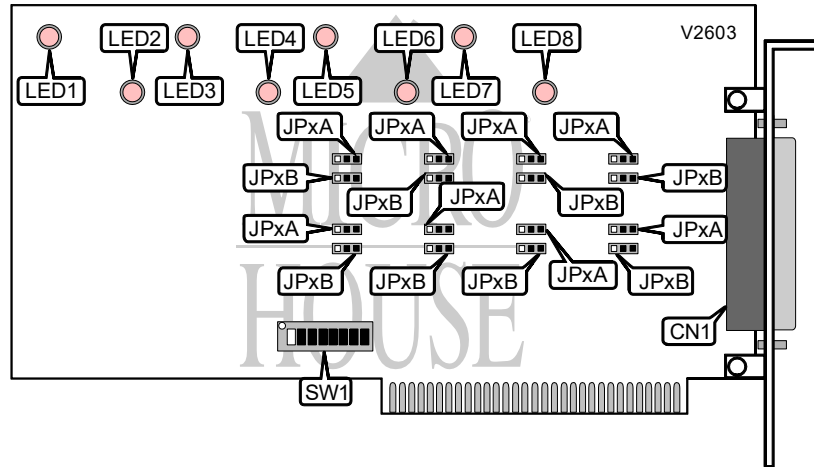 V2603
LED2
LED4
LED6
LED8
LED1
LED3
LED5
LED7
JPxA
JPxA
JPxA
JPxA
JPxB
JPxB
JPxB
JPxB
JPxA
JPxA
JPxA
JPxA
JPxB
JPxB
JPxB
JPxB
MICRO
HOUSE
CN1
SW1